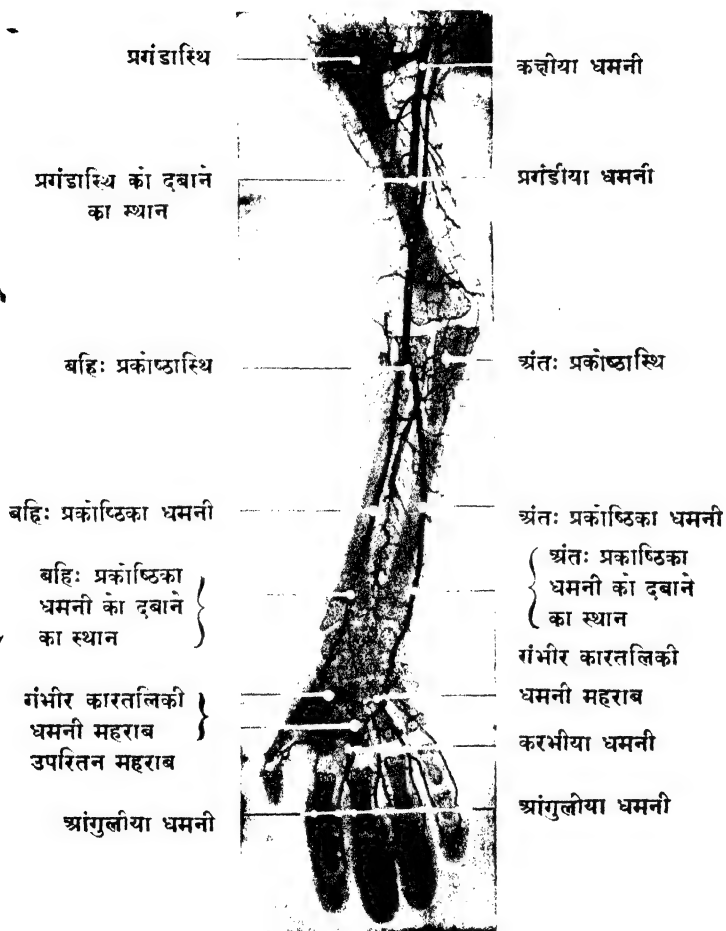 प्रगंडास्थि
कक्षीया धमनी
प्रगंडास्थि को दबाने
का स्थान
प्रगंडीया धमनी
बहिः प्रकोष्ठास्थि
अंतः प्रकोष्ठास्थि
बहिः प्रकोष्ठिका धमनी
अंतः प्रकोष्ठिका धमनी
बहिः प्रकोष्ठिका
धमनी को दबाने
का स्थान
अंतः प्रकोष्ठिका
धमनी को दबाने
का स्थान
गंभीर कारतलिकी
धमनी महराब
गंभीर कारतलिकी
धमनी महराब
उपरितन महराब
करभीया धमनी
आंगुलीया धमनी
आंगुलीया धमनी